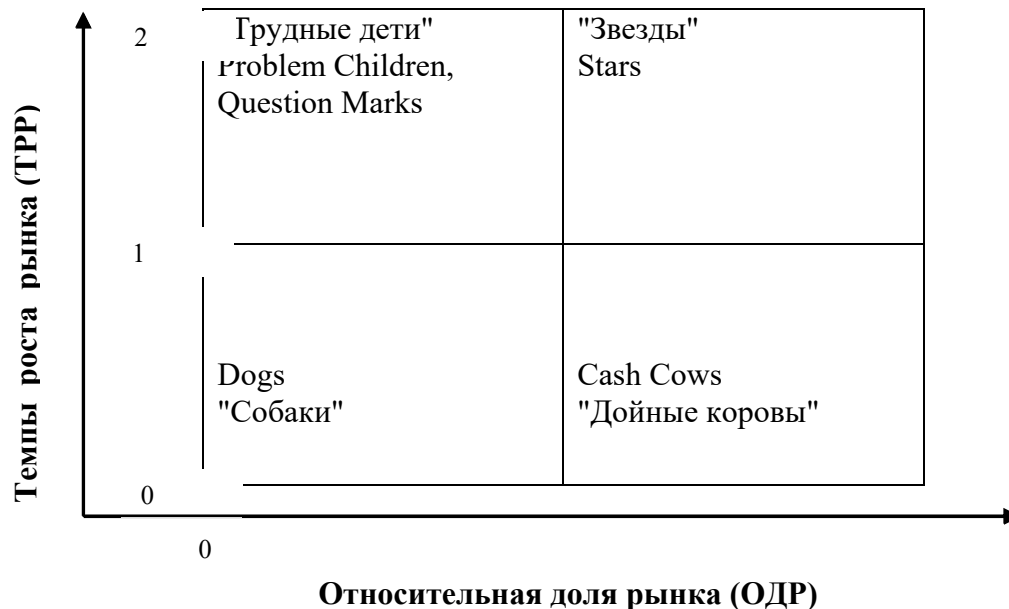 2
Грудные дети"
Problem Children,
Question Marks
"Звезды"
Stars
Темпы роста рынка (ТРР)
1
Dogs
"Собаки"
Cash Cows
"Дойные коровы"
0
0
Относительная доля рынка (ОДР)